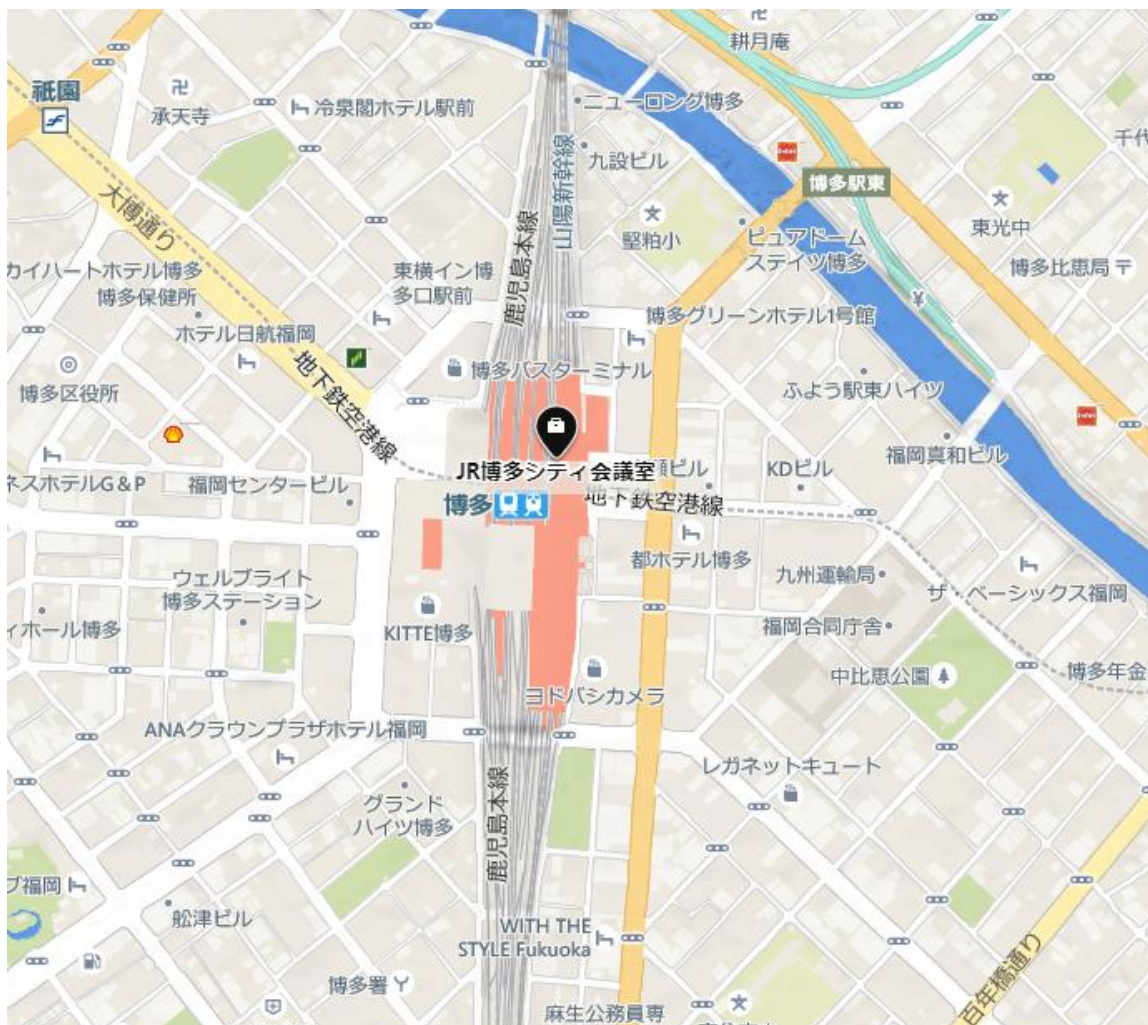 耕月庵
祇園
承天寺
冷泉閣ホテル駅前
ニューロング博多
千代
山陽新幹線
九設ビル
博多駅東
大博通り
鹿児島本線
堅粕小
ピュアドーム
ステイツ博多
東光中
カイハートホテル博多
博多保健所
東横イン博
多口駅前
博多比恵局
ホテル日航福岡
博多グリーンホテル1号館
地下鉄空港線
博多バスターミナル
ふよう駅東ハイツ
博多区役所
JR博多シティ会議室
ビル
KDビル
福岡真和ビル
ネスホテルG&P
福岡センタービル
博多
地下鉄空港線
都ホテル博多
九州運輸局
ウェルブライト
博多ステーション
ザ・ベーシックス福岡
ィホール博多
KITTE博多
福岡合同庁舎
中比恵公園
博多年金
ヨドバシカメラ
ANAクラウンプラザホテル福岡
レガネットキュート
グランド
ハイツ博多
鹿児島本線
プ福岡
舩津ビル
WITH THE
STYLE Fukuoka
百年橋通り
博多署
麻生公務員専